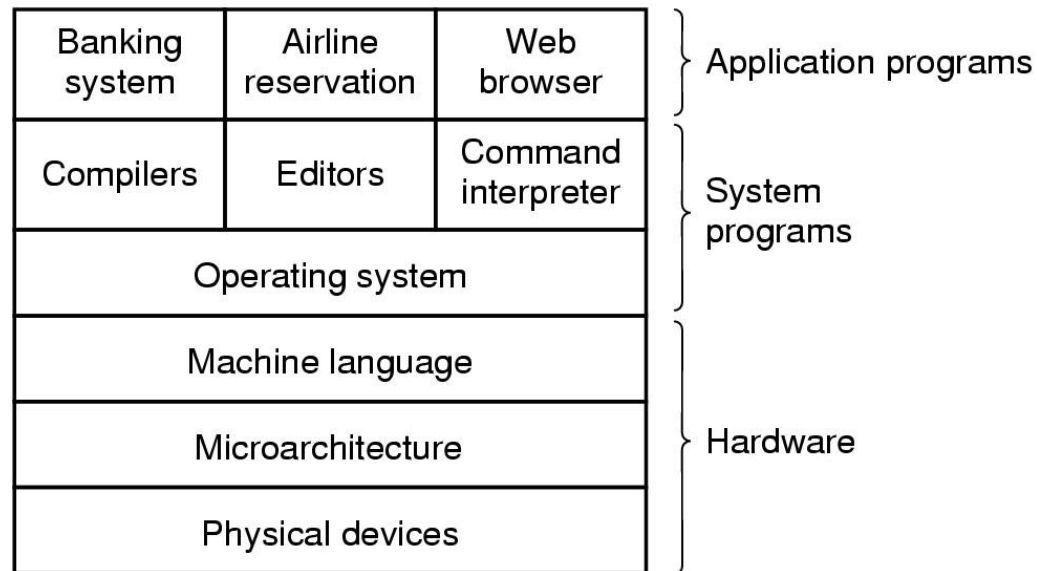 Banking
system
Airline
reservation
Web
browser
Application programs
Compilers
Editors
Command
interpreter
System
programs
Operating system
Machine language
Microarchitecture
Hardware
Physical devices